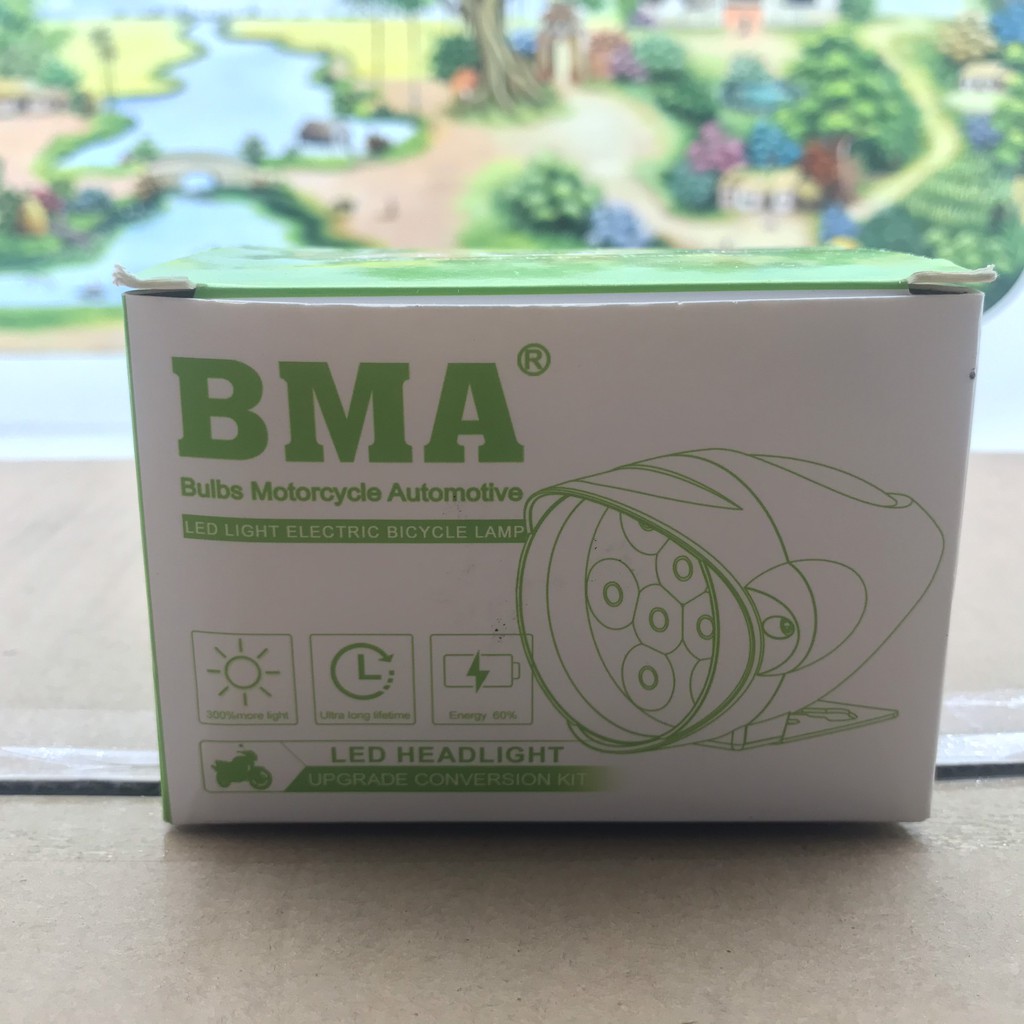 BMA®
Bulbs Motorcycle Automotive
LED LIGHT ELECTRIC BICYCLE LAMP
300%more light
Ultra long lifetime
Energy 60%
LED HEADLIGHT
UPGRADE CONVERSION KIT